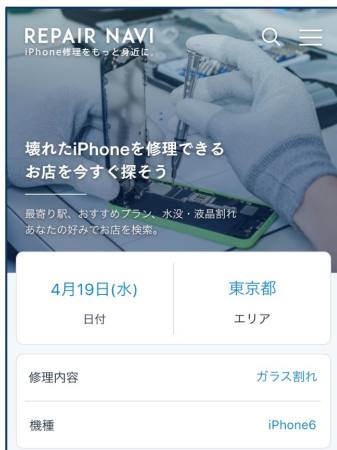 REPAIR NAVI
iPhone修理をもっと身近に。
壊れたiPhoneを修理できる
お店を今すぐ探そう
最寄り駅、おすすめプラン、水没・液晶割れ
あなたの好みでお店を検索。
4月19日(水)
日付
東京都
エリア
修理内容 ガラス割れ
機種 iPhone6